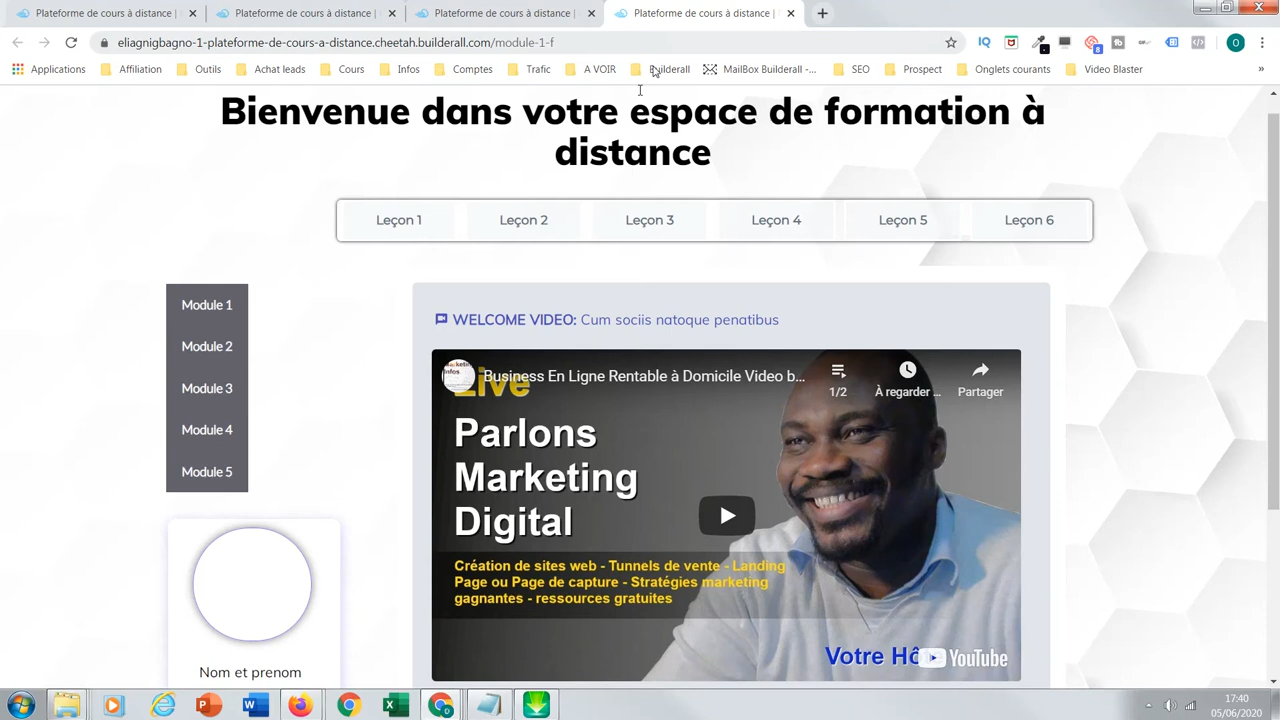 Plateforme de cours à distance |
Plateforme de cours à distance |
Plateforme de cours à distance |
Plateforme de cours à distance |
eliagnigbagno-1-plateforme-de-cours-a-distance.cheetah.builderall.com/module1-f
Applications Affiliation Outils Achat leads Cours Infos Comptes Trafic A VOIR Builderall MailBox Builderall -... SEO Prospect Onglets courants Video Blaster »
Bienvenue dans votre espace de formation à
distance
Leçon 1 Leçon 2 Leçon 3 Leçon 4 Leçon 5 Leçon 6
Module 1
Module 2
Module 3
Module 4
Module 5
Nom et prenom
WELCOME VIDEO: Cum sociis natoque penatibus
Business En Ligne Rentable à Domicile Video b...
1/2
À regarder ...
Partager
Live
Parlons
Marketing
Digital
Création de sites web - Tunnels de vente - Landing
Page ou Page de capture - Stratégies marketing
gagnantes - ressources gratuites
Votre Hô
YouTube
17:40
05/06/2020